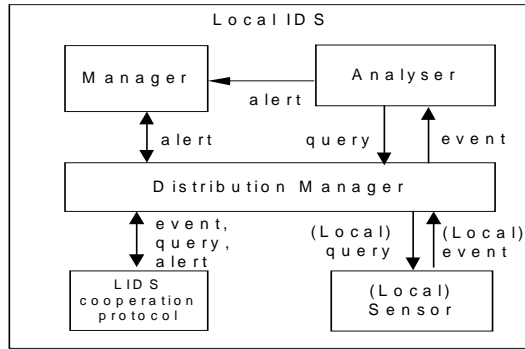 Local IDS
Manager
Analyser
alert
alert
query
event
Distribution Manager
event,
query,
alert
(Local)
query
(Local)
event
LIDS
cooperation
protocol
(Local)
Sensor